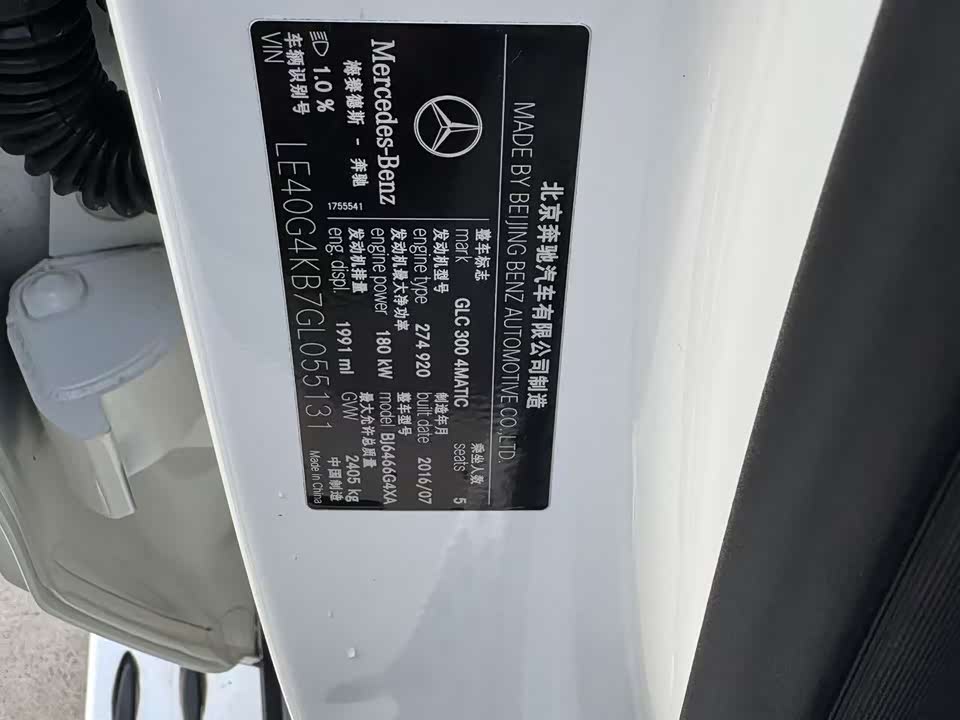 北京奔驰汽车有限公司制造
MADE BY BEIJING BENZ AUTOMOTIVE CO.,LTD.
整车标志 mark GLC 300 4MATIC 乘坐人数 seats 5
发动机型号 engine type 274 920 制造年月 built date 2016/07
Mercedes-Benz 发动机最大净功率 engine power 180 kW 整车型号 model BJ6466G4XA
梅赛德斯 - 奔驰 1755541 发动机排量 eng. displ. 1991 ml 最大允许总质量 GVW 2405 kg
1.0 % 中国制造
车辆识别号 VIN LE40G4KB7GL055131 Made in China